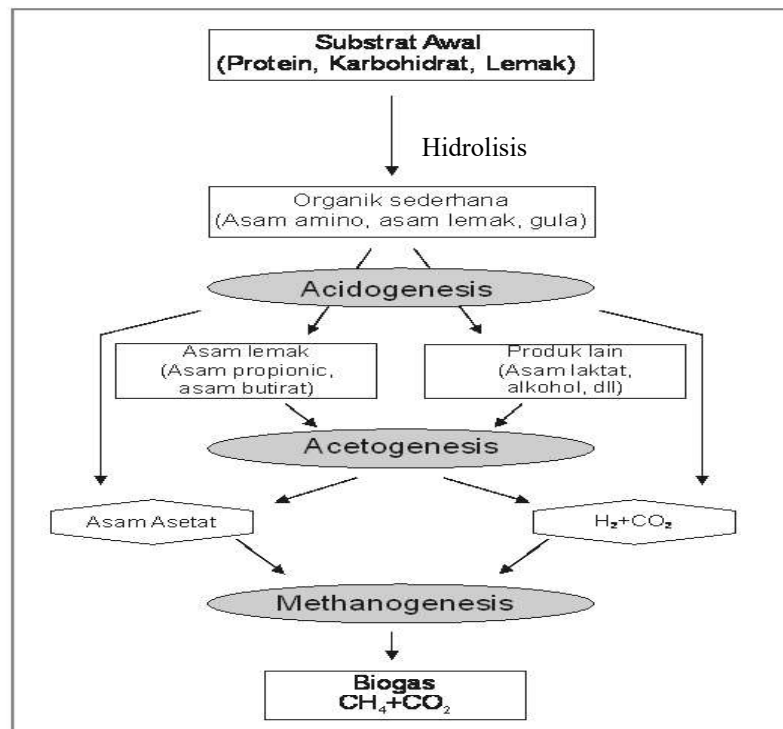 Substrat Awal
(Protein, Karbohidrat, Lemak)
Hidrolisis
Organik sederhana
(Asam amino, asam lemak, gula)
Acidogenesis
Asam lemak
(Asam propionic,
asam butirat)
Produk lain
(Asam laktat,
alkohol, dll)
Acetogenesis
Asam Asetat
H₂+CO₂
Methanogenesis
Biogas
CH₄+CO₂